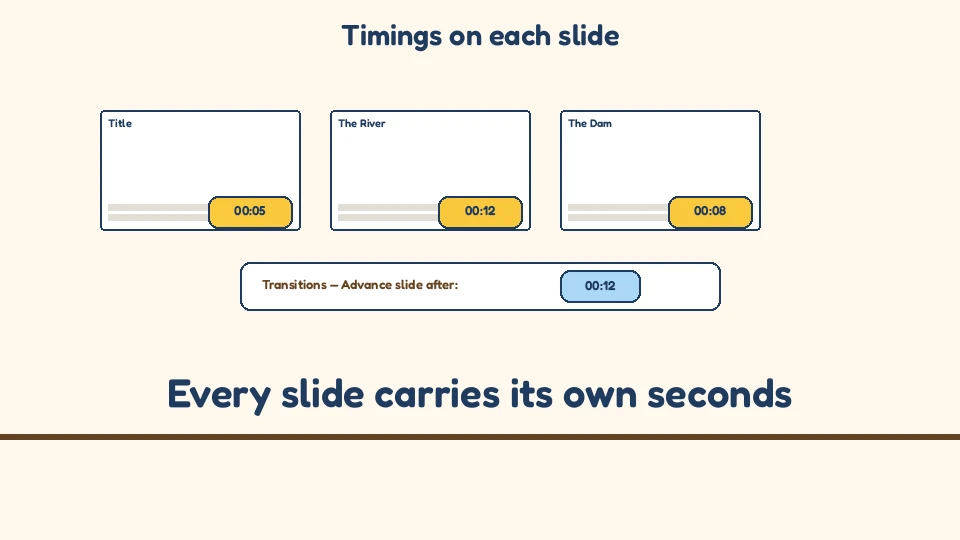 Timings on each slide
Title
The River
The Dam
00:05
00:12
00:08
Transitions — Advance slide after:
00:12
Every slide carries its own seconds